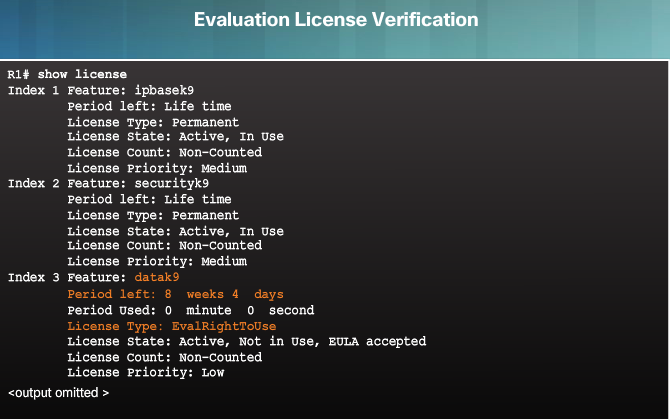 Evaluation License Verification
R1# show license
Index 1 Feature: ipbasek9
Period left: Life time
License Type: Permanent
License State: Active, In Use
License Count: Non-Counted
License Priority: Medium
Index 2 Feature: securityk9
Period left: Life time
License Type: Permanent
License State: Active, In Use
License Count: Non-Counted
License Priority: Medium
Index 3 Feature: datak9
Period left: 8 weeks 4 days
Period Used: 0 minute 0 second
License Type: EvalRightToUse
License State: Active, Not in Use, EULA accepted
License Count: Non-Counted
License Priority: Low
<output omitted >